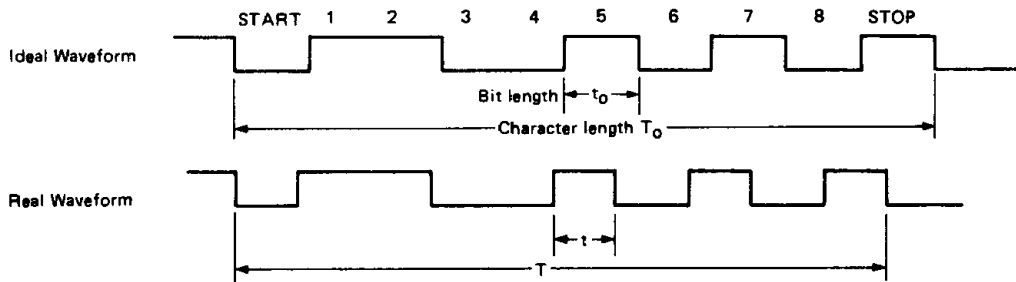 START 1 2 3 4 5 6 7 8 STOP
Ideal Waveform
Bit length t₀
Character length T₀
Real Waveform
t
T